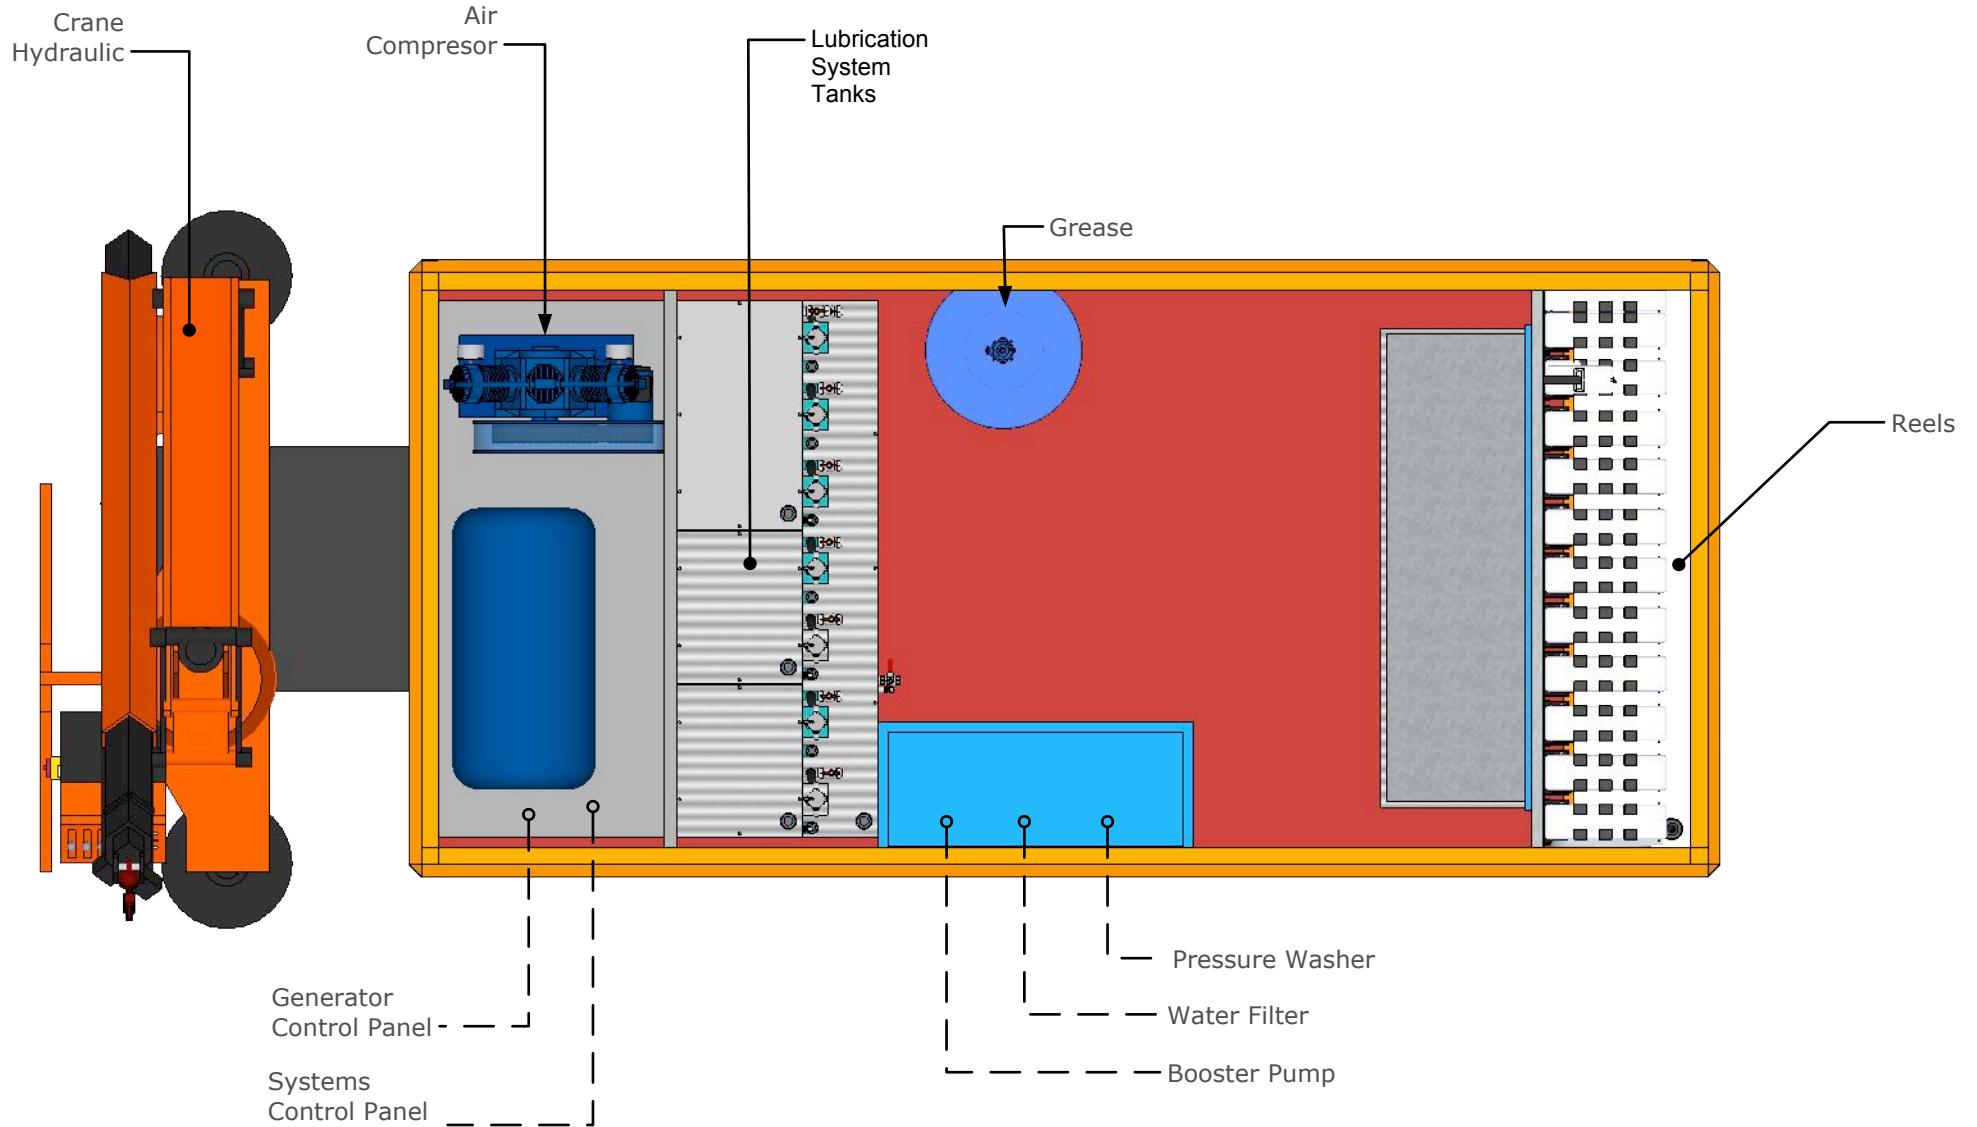 Crane
Hydraulic
Air
Compresor
Lubrication
System
Tanks
Grease
Reels
Pressure Washer
Generator
Control Panel
Water Filter
Booster Pump
Systems
Control Panel